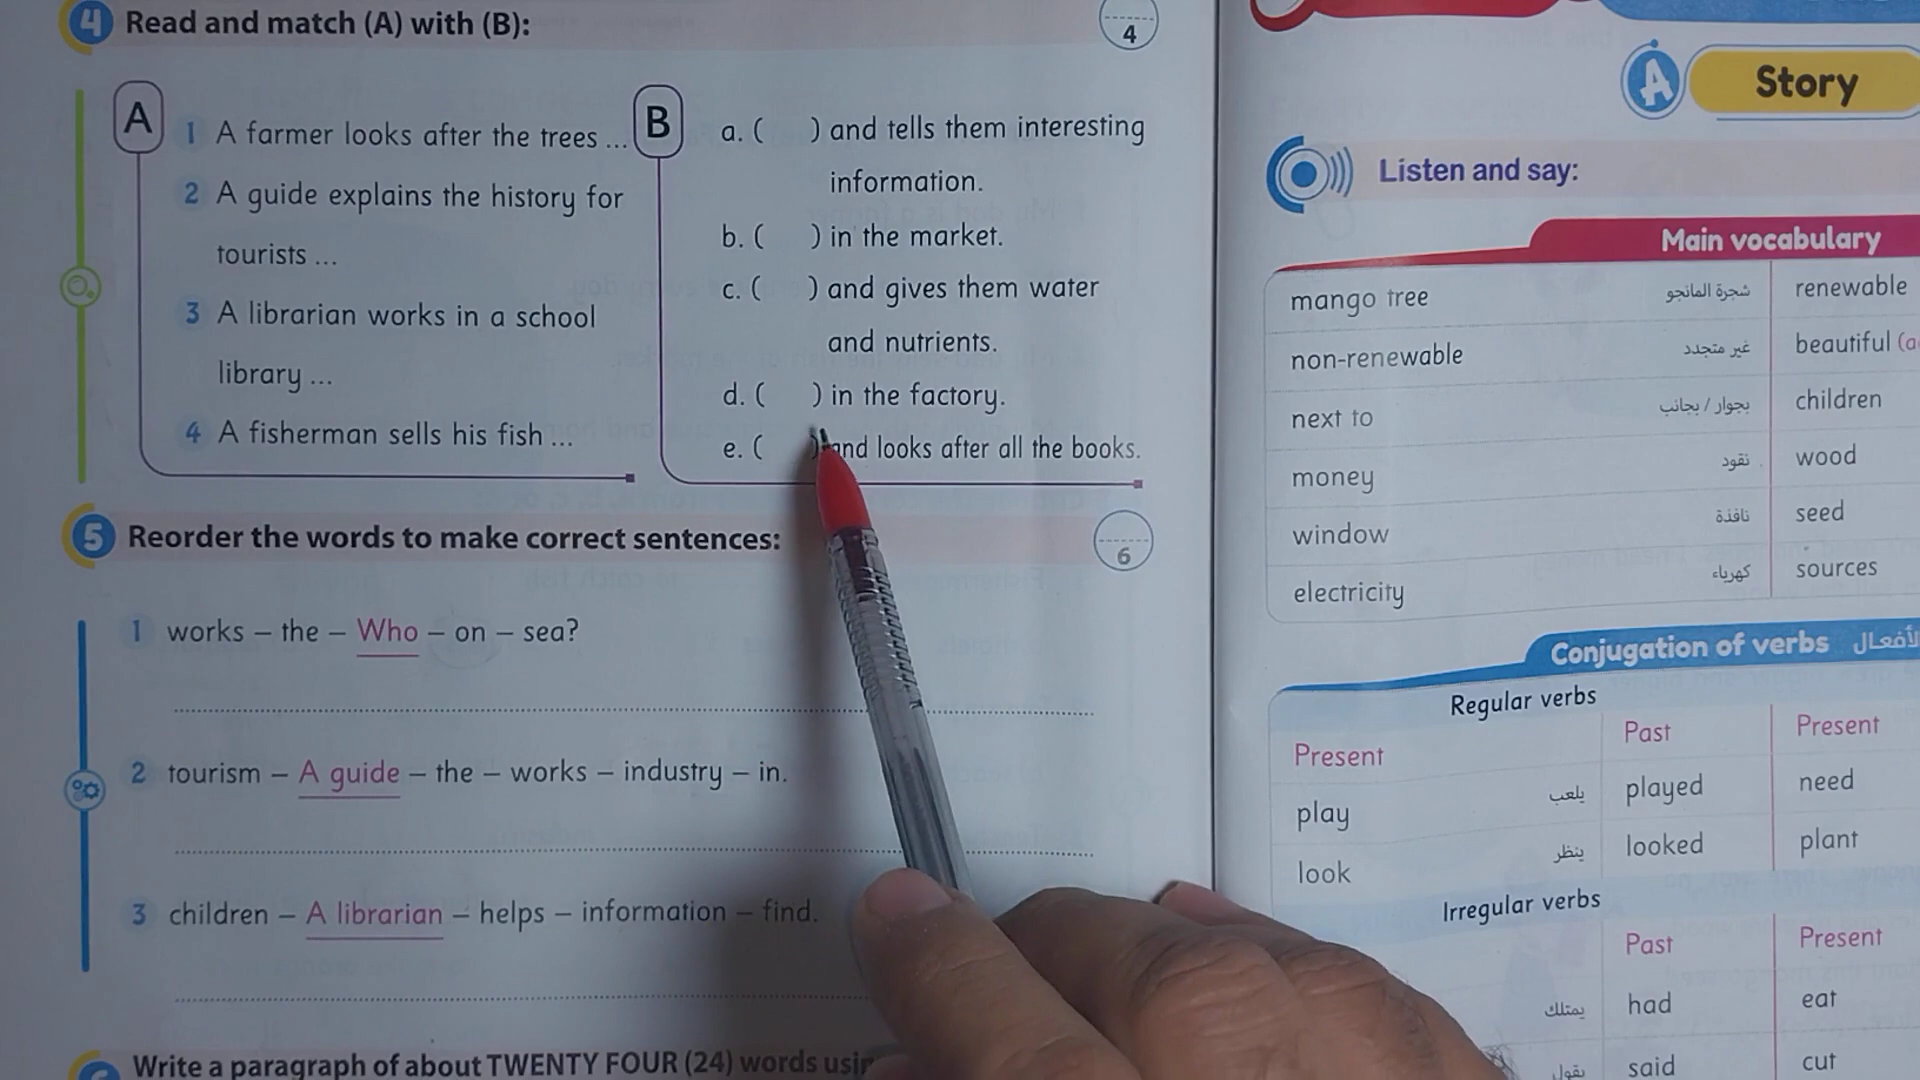 4 Read and match (A) with (B):
4
A
1 A farmer looks after the trees ...
2 A guide explains the history for
tourists ...
3 A librarian works in a school
library ...
4 A fisherman sells his fish ...
B
a. (    ) and tells them interesting
information.
b. (    ) in the market.
c. (    ) and gives them water
and nutrients.
d. (    ) in the factory.
e. (    ) and looks after all the books.
5 Reorder the words to make correct sentences:
6
1 works – the – Who – on – sea?
2 tourism – A guide – the – works – industry – in.
3 children – A librarian – helps – information – find.
Write a paragraph of about TWENTY FOUR (24) words
A Story
Listen and say:
Main vocabulary
mango tree شجرة المانجو renewable
non-renewable غير متجدد beautiful
next to بجوار / بجانب children
money نقود wood
window نافذة seed
electricity كهرباء sources
Conjugation of verbs
Regular verbs
Present Past Present
play يلعب played need
look ينظر looked plant
Irregular verbs
Past Present
يمتلك had eat
يقول said cut